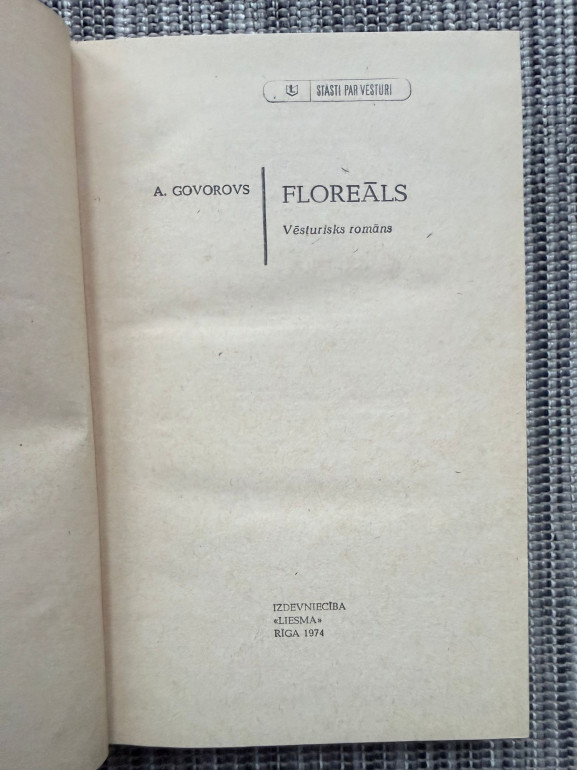 STĀSTI PAR VĒSTURI
A. GOVOROVS
FLOREĀLS
Vēsturisks romāns
IZDEVNIECĪBA
«LIESMA»
RĪGA 1974